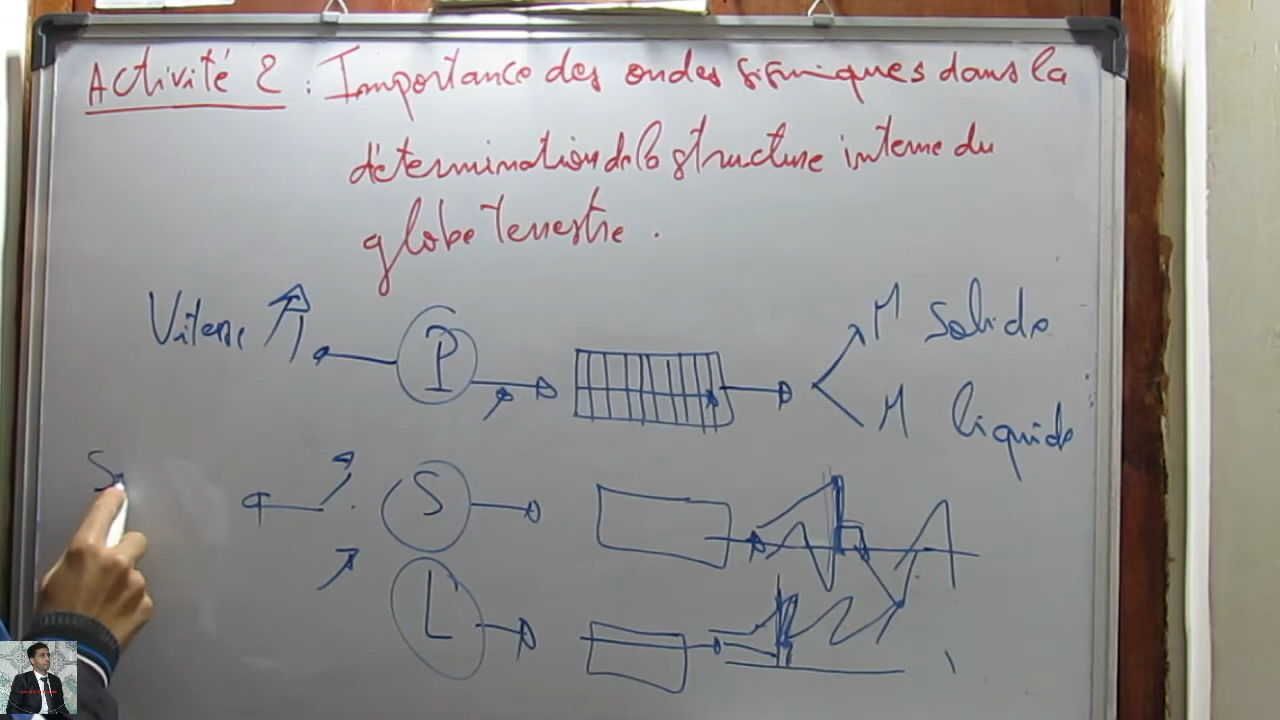 Activité 2 : Importance des ondes sismiques dans la
détermination de la structure interne du
globe terrestre.
Vitesse
P
M solide
M liquide
S
S
L